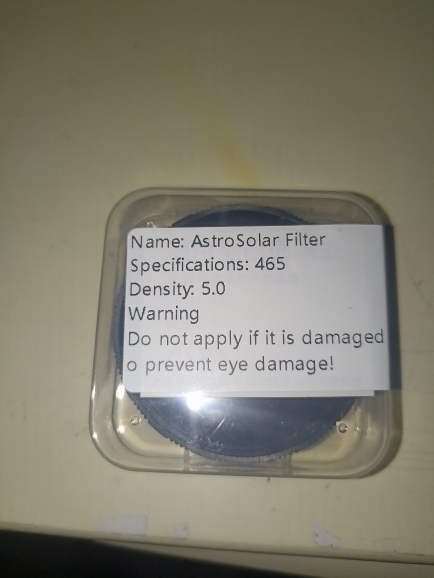 Name: AstroSolar Filter
Specifications: 465
Density: 5.0
Warning
Do not apply if it is damaged
o prevent eye damage!